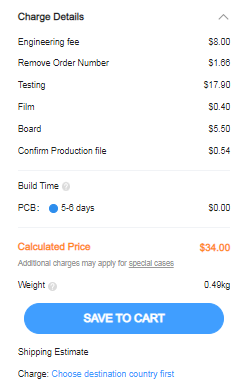 Charge Details
Engineering fee $8.00
Remove Order Number $1.66
Testing $17.90
Film $0.40
Board $5.50
Confirm Production file $0.54
Build Time ?
PCB: 5-6 days $0.00
Calculated Price $34.00
Additional charges may apply for special cases
Weight ? 0.49kg
SAVE TO CART
Shipping Estimate
Charge: Choose destination country first